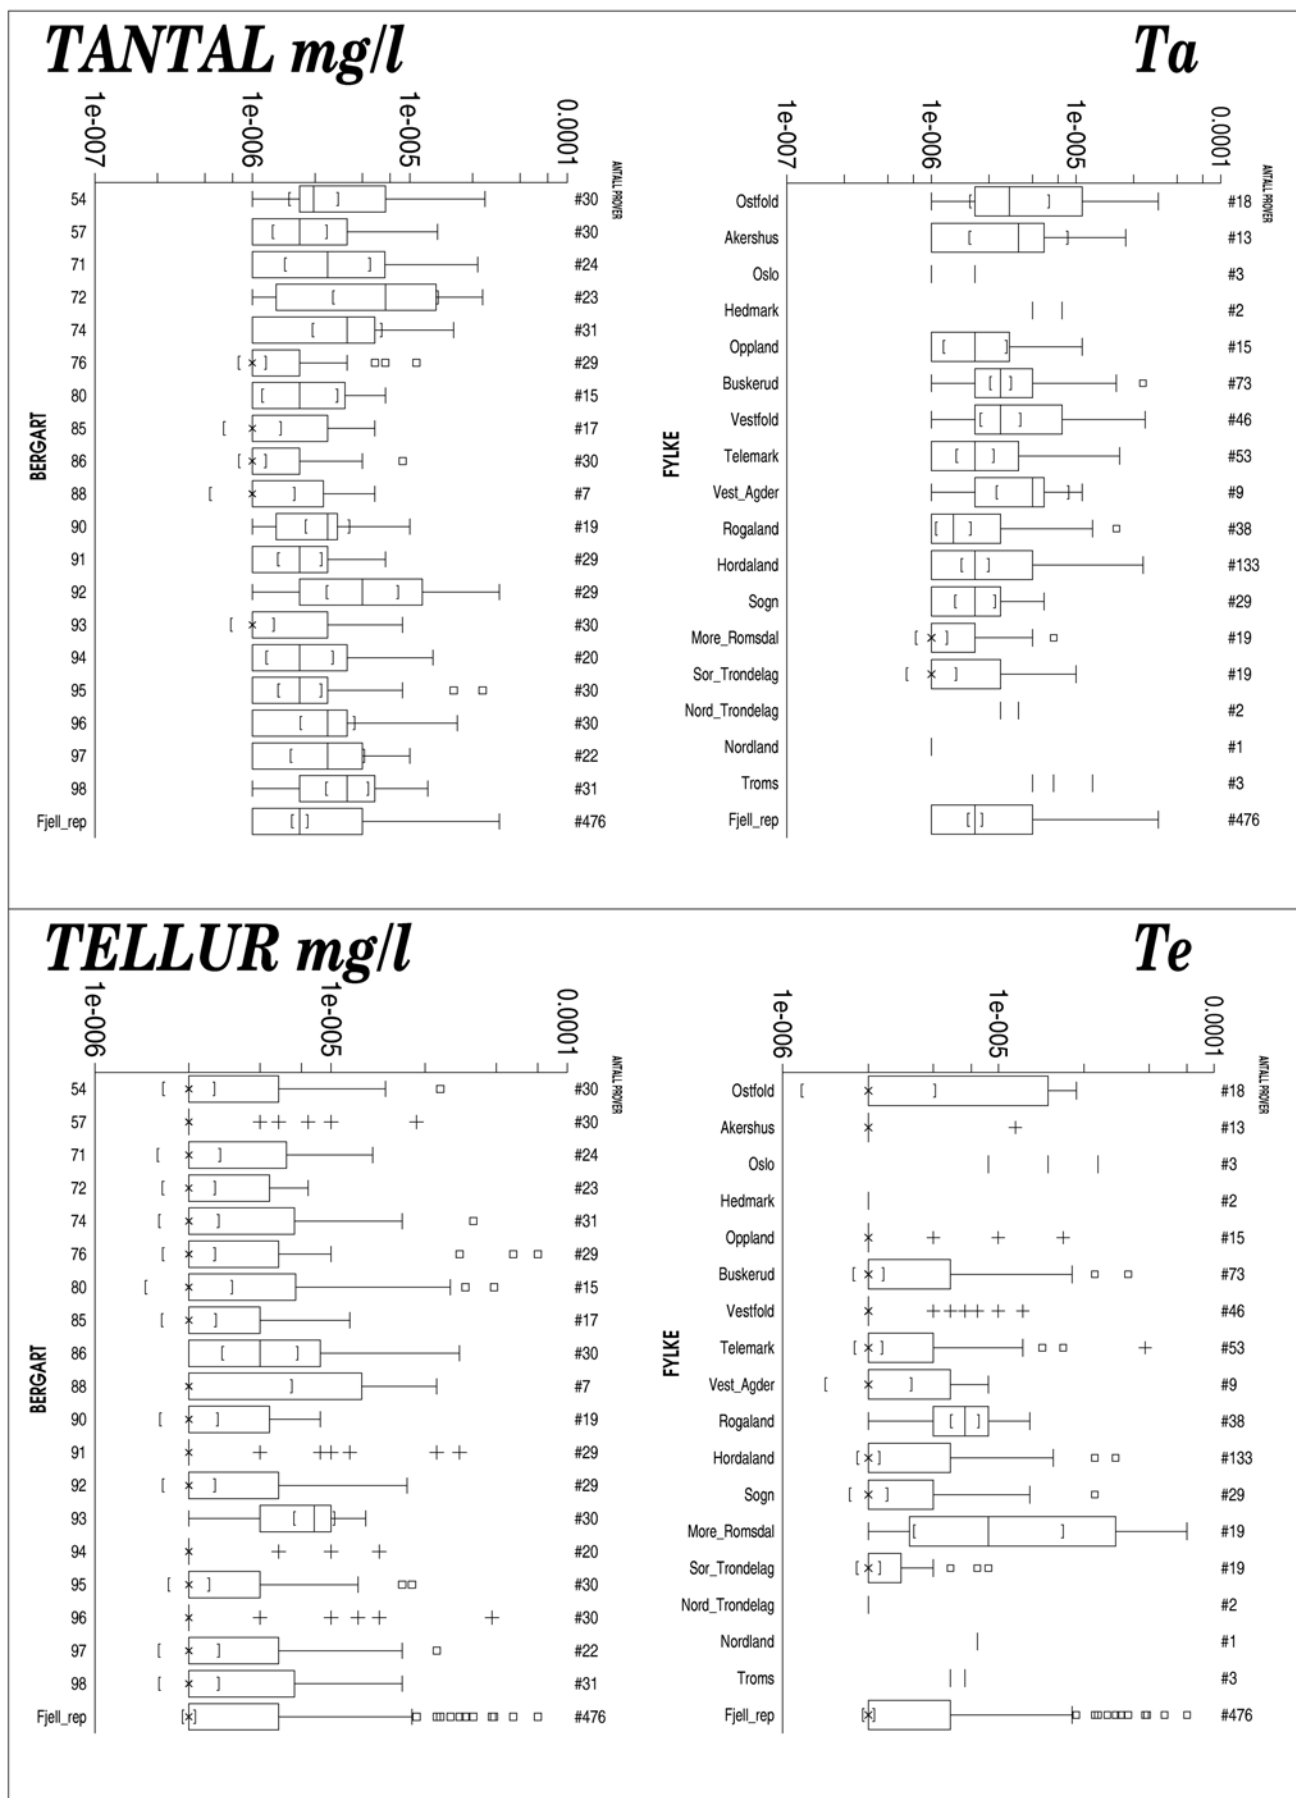 TANTAL mg/l
Ta
1e-007
1e-006
1e-005
0.0001
ANTALL PROVER
BERGART
54 #30
57 #30
71 #24
72 #23
74 #31
76 #29
80 #15
85 #17
86 #30
88 #7
90 #19
91 #29
92 #29
93 #30
94 #20
95 #30
96 #30
97 #22
98 #31
Fjell_rep #476
1e-007
1e-006
1e-005
0.0001
ANTALL PROVER
FYLKE
Ostfold #18
Akershus #13
Oslo #3
Hedmark #2
Oppland #15
Buskerud #73
Vestfold #46
Telemark #53
Vest_Agder #9
Rogaland #38
Hordaland #133
Sogn #29
More_Romsdal #19
Sor_Trondelag #19
Nord_Trondelag #2
Nordland #1
Troms #3
Fjell_rep #476
TELLUR mg/l
Te
1e-006
1e-005
0.0001
ANTALL PROVER
BERGART
54 #30
57 #30
71 #24
72 #23
74 #31
76 #29
80 #15
85 #17
86 #30
88 #7
90 #19
91 #29
92 #29
93 #30
94 #20
95 #30
96 #30
97 #22
98 #31
Fjell_rep #476
1e-006
1e-005
0.0001
ANTALL PROVER
FYLKE
Ostfold #18
Akershus #13
Oslo #3
Hedmark #2
Oppland #15
Buskerud #73
Vestfold #46
Telemark #53
Vest_Agder #9
Rogaland #38
Hordaland #133
Sogn #29
More_Romsdal #19
Sor_Trondelag #19
Nord_Trondelag #2
Nordland #1
Troms #3
Fjell_rep #476